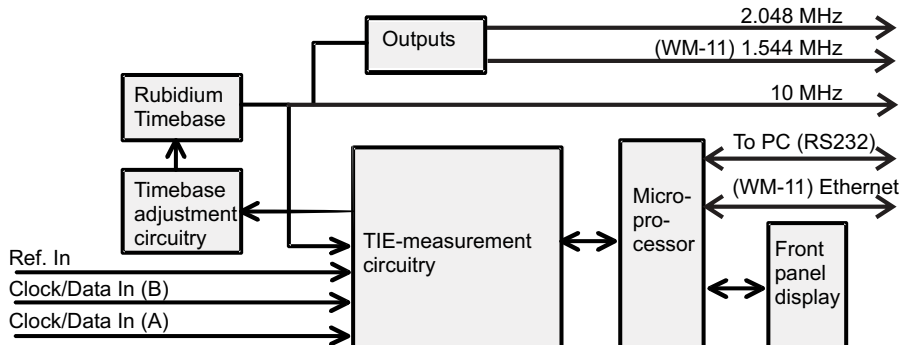 2.048 MHz
Outputs
(WM-11) 1.544 MHz
Rubidium
Timebase
10 MHz
To PC (RS232)
Timebase
adjustment
circuitry
(WM-11) Ethernet
Micro-
pro-
cessor
TIE-measurement
circuitry
Front
panel
display
Ref. In
Clock/Data In (B)
Clock/Data In (A)